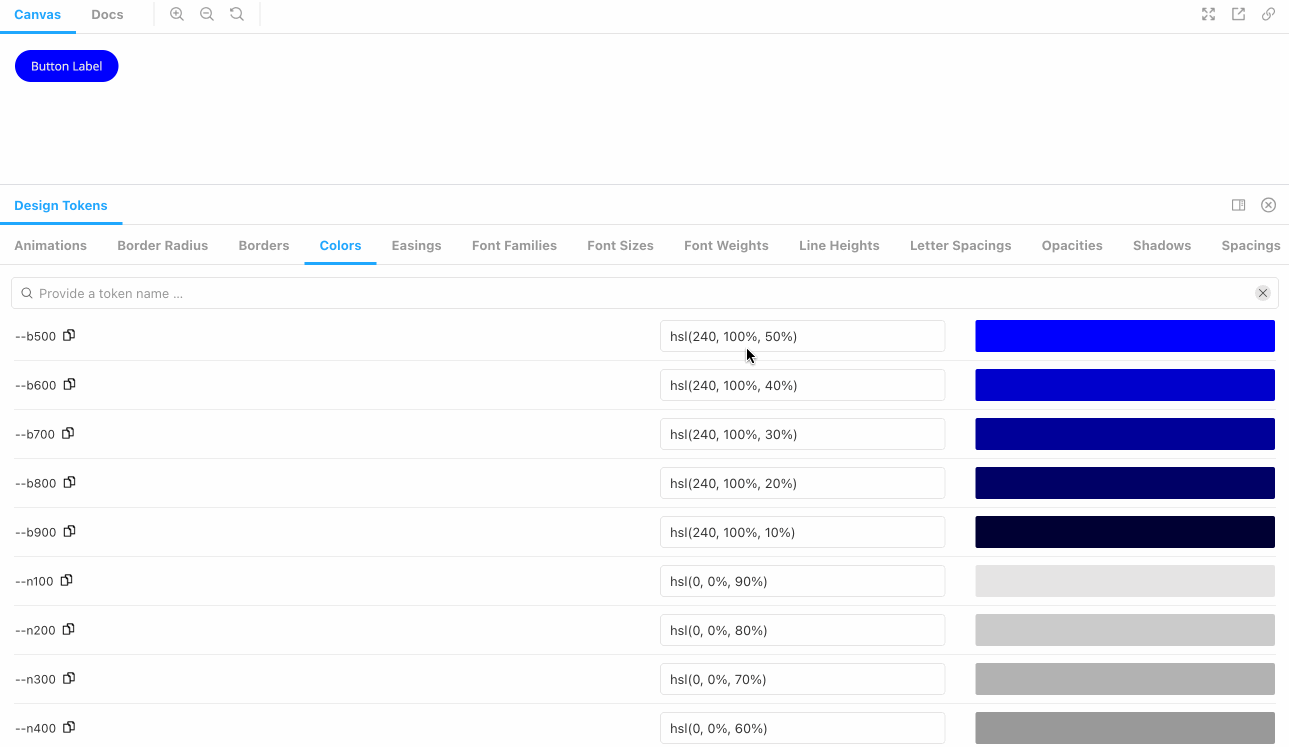 Canvas Docs
Button Label
Design Tokens
Animations Border Radius Borders Colors Easings Font Families Font Sizes Font Weights Line Heights Letter Spacings Opacities Shadows Spacings
Provide a token name ...
--b500 hsl(240, 100%, 50%)
--b600 hsl(240, 100%, 40%)
--b700 hsl(240, 100%, 30%)
--b800 hsl(240, 100%, 20%)
--b900 hsl(240, 100%, 10%)
--n100 hsl(0, 0%, 90%)
--n200 hsl(0, 0%, 80%)
--n300 hsl(0, 0%, 70%)
--n400 hsl(0, 0%, 60%)